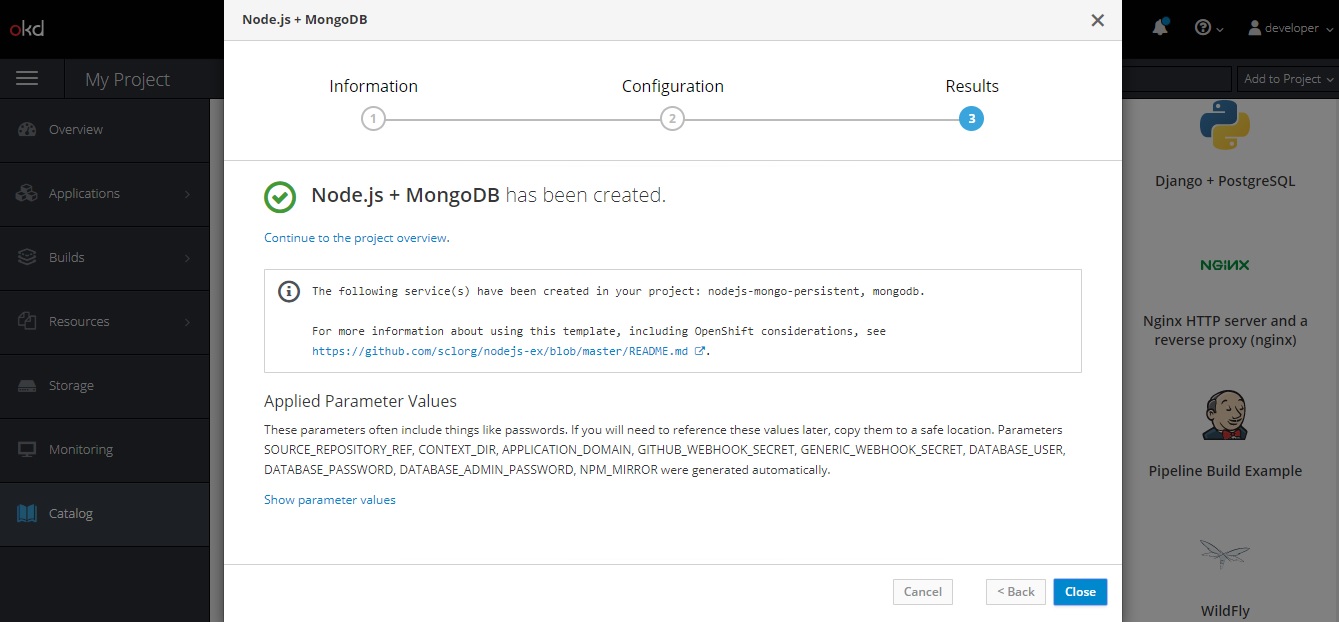 okd
Node.js + MongoDB
developer
My Project
Add to Project
Overview
Applications
Builds
Resources
Storage
Monitoring
Catalog
Information
Configuration
Results
1
2
3
Node.js + MongoDB has been created.
Continue to the project overview.
The following service(s) have been created in your project: nodejs-mongo-persistent, mongodb.
For more information about using this template, including OpenShift considerations, see
https://github.com/sclorg/nodejs-ex/blob/master/README.md .
Applied Parameter Values
These parameters often include things like passwords. If you will need to reference these values later, copy them to a safe location. Parameters
SOURCE_REPOSITORY_REF, CONTEXT_DIR, APPLICATION_DOMAIN, GITHUB_WEBHOOK_SECRET, GENERIC_WEBHOOK_SECRET, DATABASE_USER,
DATABASE_PASSWORD, DATABASE_ADMIN_PASSWORD, NPM_MIRROR were generated automatically.
Show parameter values
Cancel
< Back
Close
Django + PostgreSQL
NGINX
Nginx HTTP server and a
reverse proxy (nginx)
Pipeline Build Example
WildFly